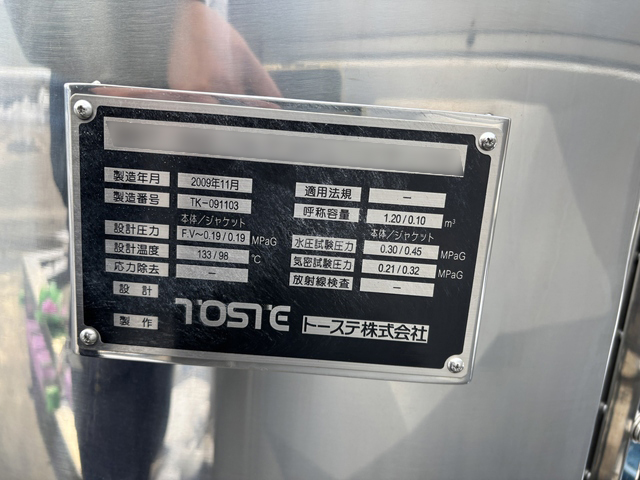 製造年月 2009年11月
製造番号 TK-091103
本体/ジャケット
設計圧力 F.V～0.19/0.19 MPaG
設計温度 133/98 ℃
応力除去 －
設計
製作 TOSTE トーステ株式会社
適用法規 －
呼称容量 1.20/0.10 m³
本体/ジャケット
水圧試験圧力 0.30/0.45 MPaG
気密試験圧力 0.21/0.32
放射線検査 －